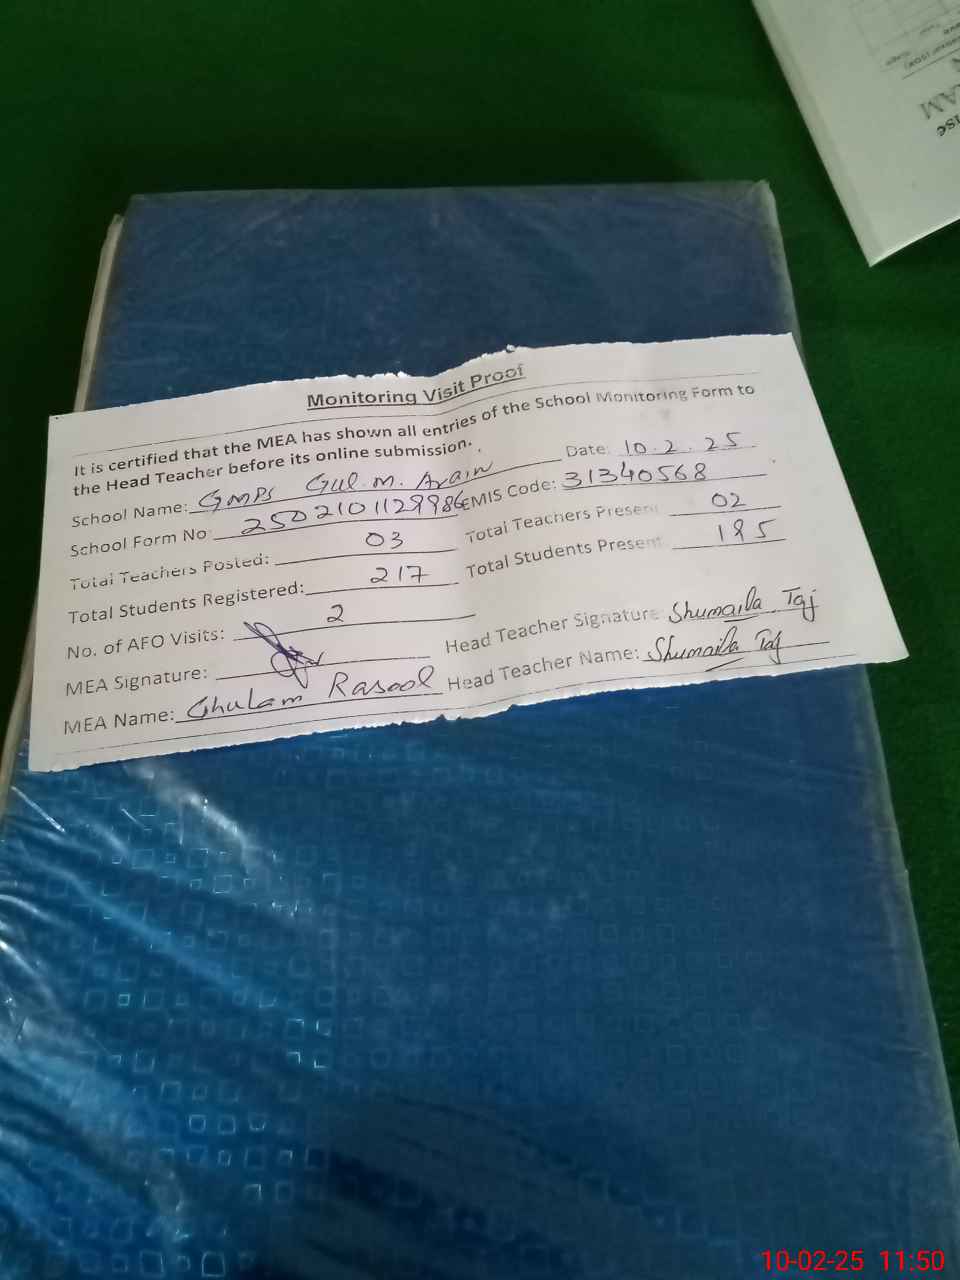 Monitoring Visit Proof
It is certified that the MEA has shown all entries of the School Monitoring Form to
the Head Teacher before its online submission.
Date: 10.2.25
School Name: GMPS Gul.M. Arain
EMIS Code: 31340568
School Form No: 2502101129986
Total Teachers Present 02
Total Teachers Posted: 03
Total Students Present 195
Total Students Registered: 217
No. of AFO Visits: 2
Head Teacher Signature Shumaila Taj
MEA Signature:
Head Teacher Name: Shumaila Taj
MEA Name: Ghulam Rasool
10-02-25 11:50